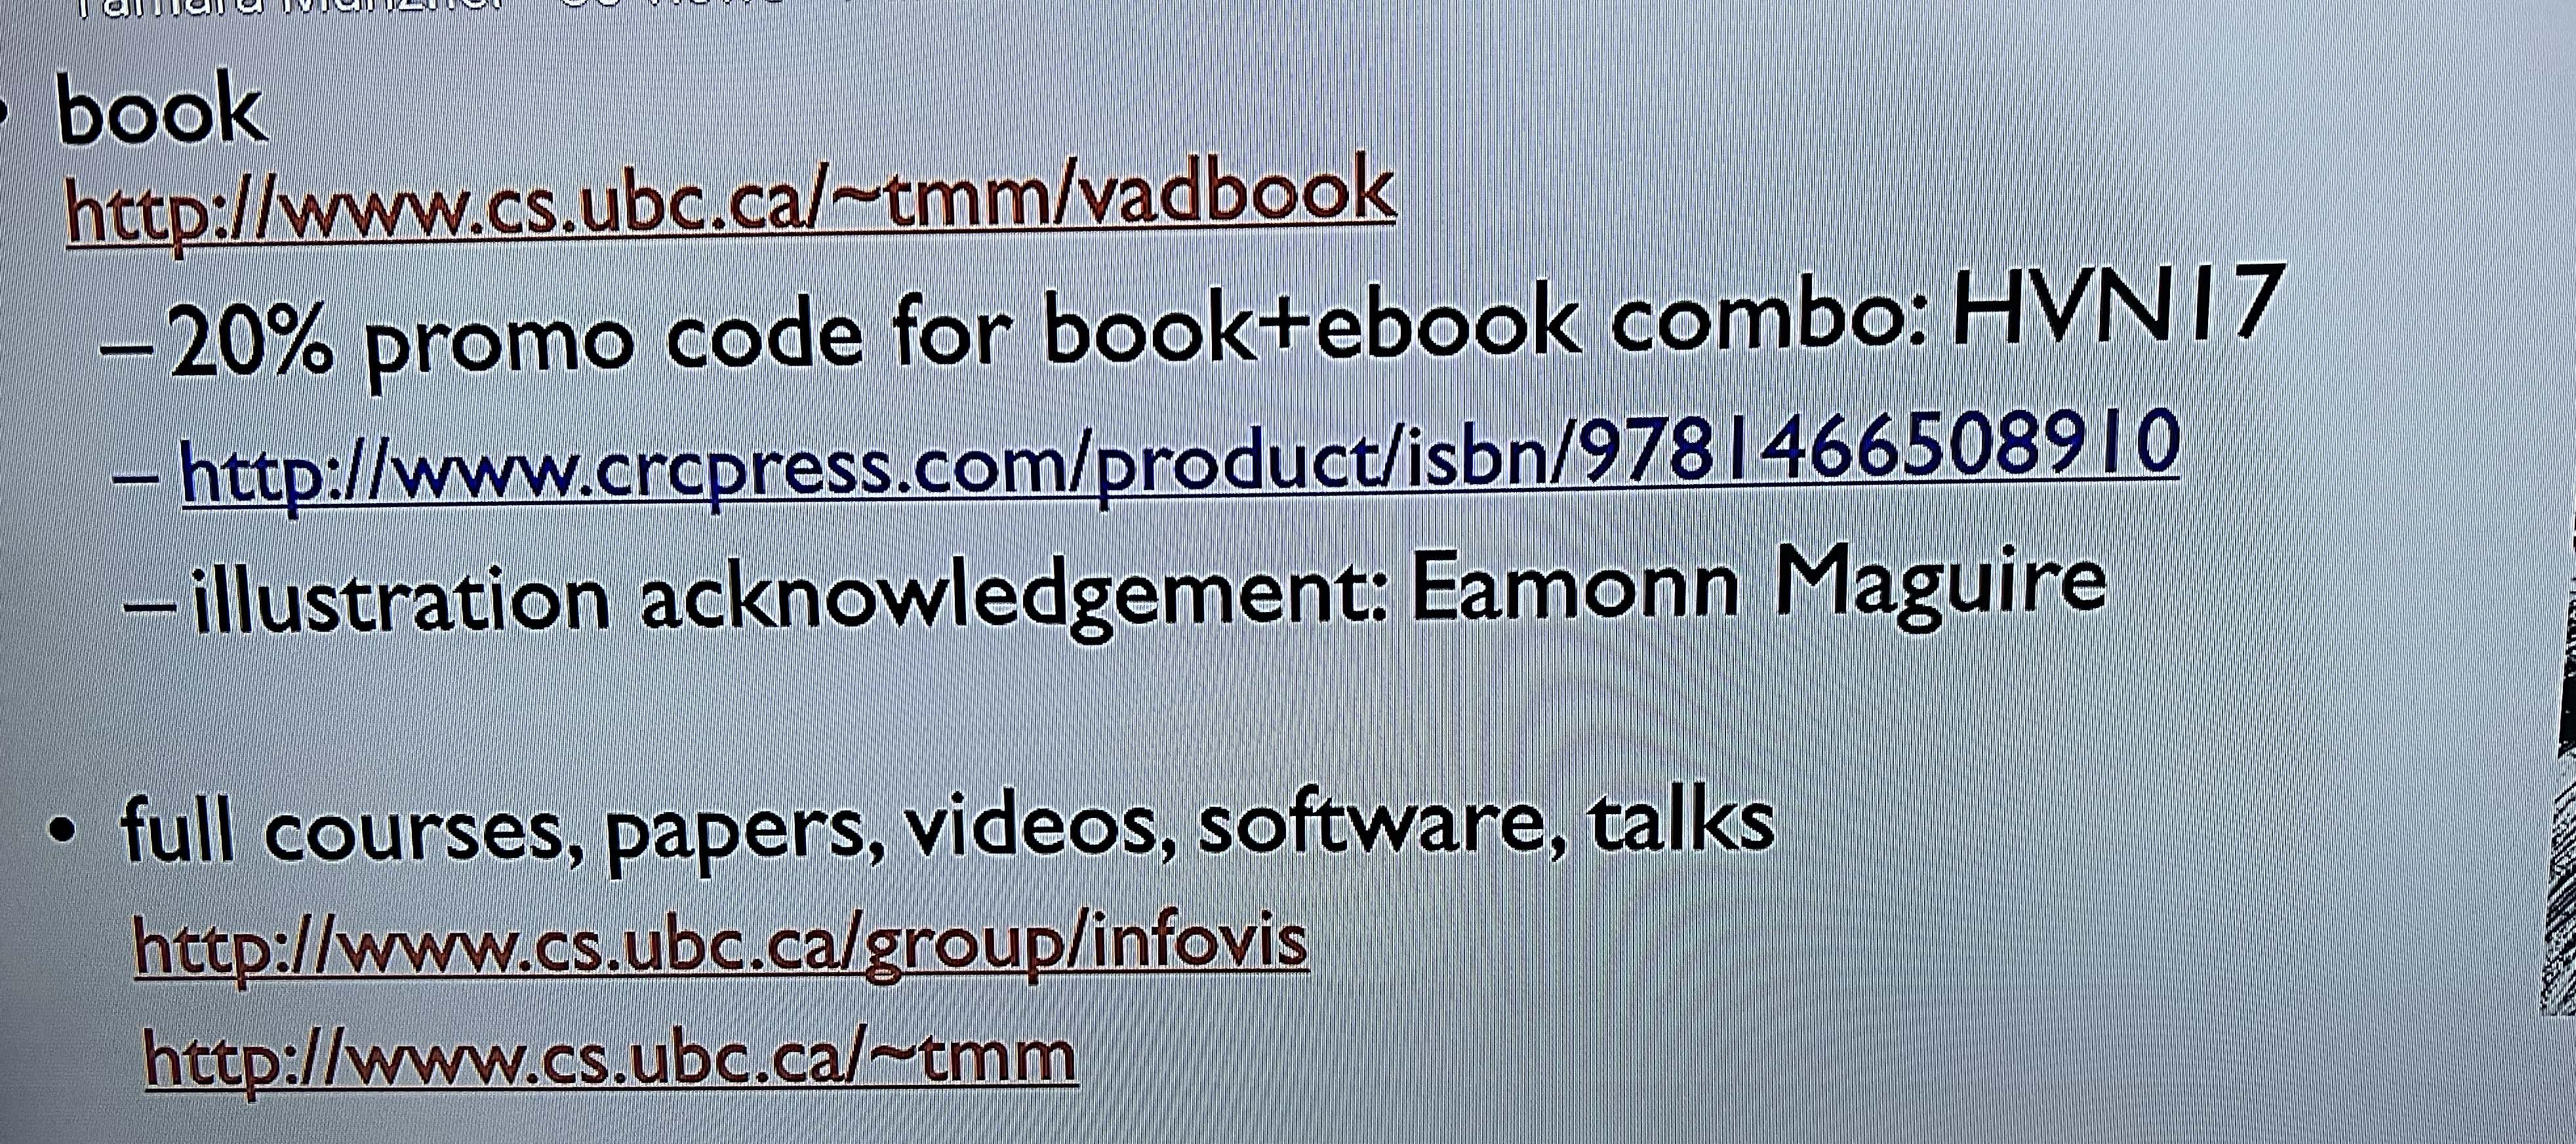 • book
http://www.cs.ubc.ca/~tmm/vadbook
– 20% promo code for book+ebook combo: HVN17
– http://www.crcpress.com/product/isbn/9781466508910
– illustration acknowledgement: Eamonn Maguire
• full courses, papers, videos, software, talks
http://www.cs.ubc.ca/group/infovis
http://www.cs.ubc.ca/~tmm